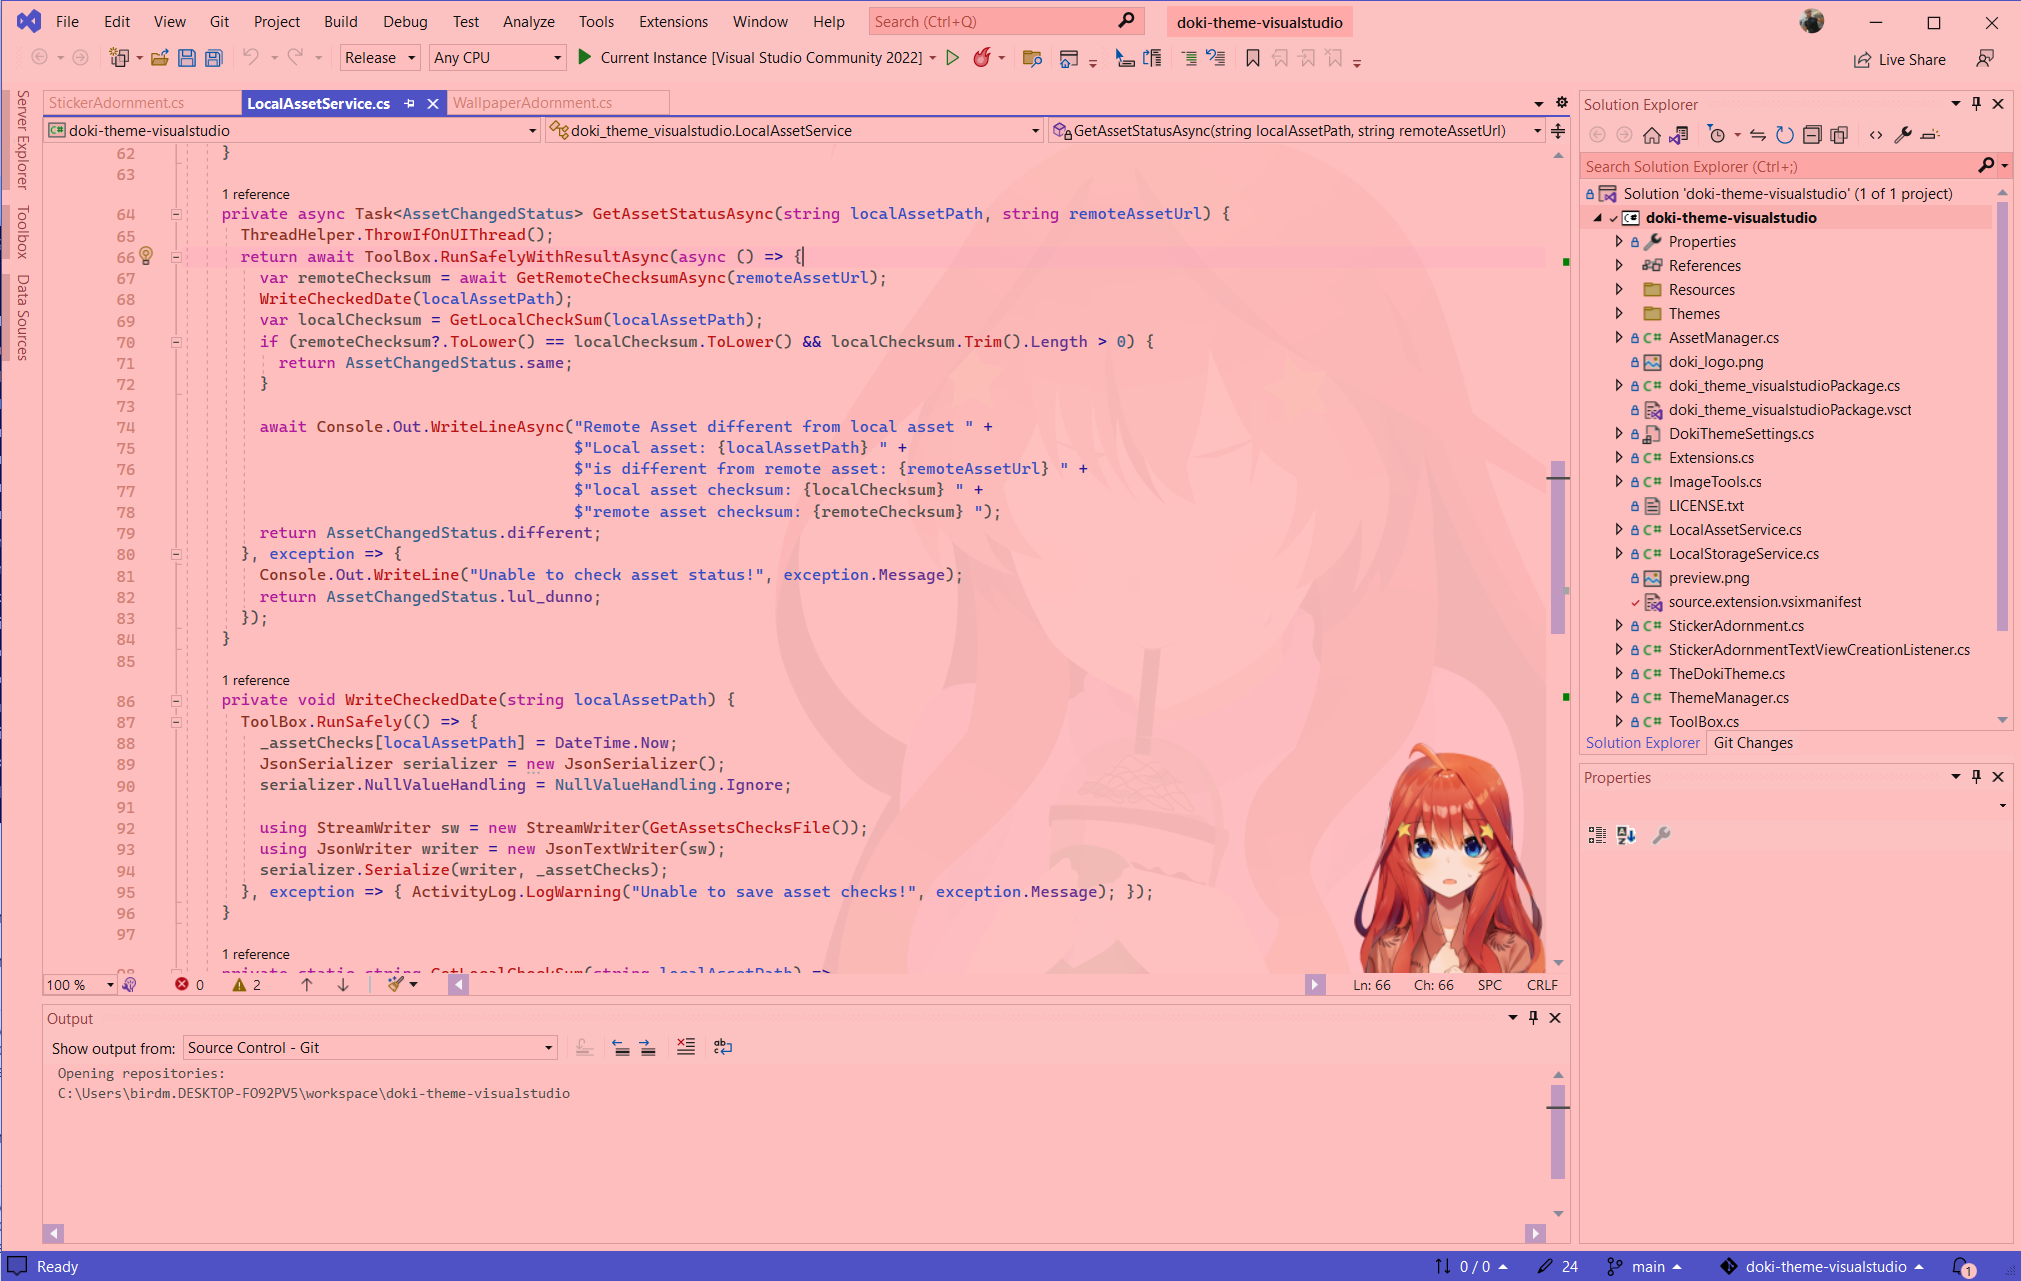 File Edit View Git Project Build Debug Test Analyze Tools Extensions Window Help Search (Ctrl+Q) doki-theme-visualstudio
Release Any CPU Current Instance [Visual Studio Community 2022] Live Share
Server Explorer
Toolbox
Data Sources
StickerAdornment.cs LocalAssetService.cs WallpaperAdornment.cs
doki-theme-visualstudio doki_theme_visualstudio.LocalAssetService GetAssetStatusAsync(string localAssetPath, string remoteAssetUrl)
62 }
63
1 reference
64 private async Task<AssetChangedStatus> GetAssetStatusAsync(string localAssetPath, string remoteAssetUrl) {
65 ThreadHelper.ThrowIfOnUIThread();
66 return await ToolBox.RunSafelyWithResultAsync(async () => {
67 var remoteChecksum = await GetRemoteChecksumAsync(remoteAssetUrl);
68 WriteCheckedDate(localAssetPath);
69 var localChecksum = GetLocalCheckSum(localAssetPath);
70 if (remoteChecksum?.ToLower() == localChecksum.ToLower() && localChecksum.Trim().Length > 0) {
71 return AssetChangedStatus.same;
72 }
73
74 await Console.Out.WriteLineAsync("Remote Asset different from local asset " +
75 $"Local asset: {localAssetPath} " +
76 $"is different from remote asset: {remoteAssetUrl} " +
77 $"local asset checksum: {localChecksum} " +
78 $"remote asset checksum: {remoteChecksum} ");
79 return AssetChangedStatus.different;
80 }, exception => {
81 Console.Out.WriteLine("Unable to check asset status!", exception.Message);
82 return AssetChangedStatus.lul_dunno;
83 });
84 }
85
1 reference
86 private void WriteCheckedDate(string localAssetPath) {
87 ToolBox.RunSafely(() => {
88 _assetChecks[localAssetPath] = DateTime.Now;
89 JsonSerializer serializer = new JsonSerializer();
90 serializer.NullValueHandling = NullValueHandling.Ignore;
91
92 using StreamWriter sw = new StreamWriter(GetAssetsChecksFile());
93 using JsonWriter writer = new JsonTextWriter(sw);
94 serializer.Serialize(writer, _assetChecks);
95 }, exception => { ActivityLog.LogWarning("Unable to save asset checks!", exception.Message); });
96 }
97
1 reference
98 private static string GetLocalCheckSum(string localAssetPath) =>
100 % 0 2 Ln: 66 Ch: 66 SPC CRLF
Output
Show output from: Source Control - Git
Opening repositories:
C:\Users\birdm.DESKTOP-FO92PV5\workspace\doki-theme-visualstudio
Solution Explorer
Search Solution Explorer (Ctrl+;)
Solution 'doki-theme-visualstudio' (1 of 1 project)
doki-theme-visualstudio
Properties
References
Resources
Themes
C# AssetManager.cs
doki_logo.png
C# doki_theme_visualstudioPackage.cs
doki_theme_visualstudioPackage.vsct
DokiThemeSettings.cs
C# Extensions.cs
C# ImageTools.cs
LICENSE.txt
C# LocalAssetService.cs
C# LocalStorageService.cs
preview.png
source.extension.vsixmanifest
C# StickerAdornment.cs
C# StickerAdornmentTextViewCreationListener.cs
C# TheDokiTheme.cs
C# ThemeManager.cs
C# ToolBox.cs
Solution Explorer Git Changes
Properties
Ready 0 / 0 24 main doki-theme-visualstudio 1